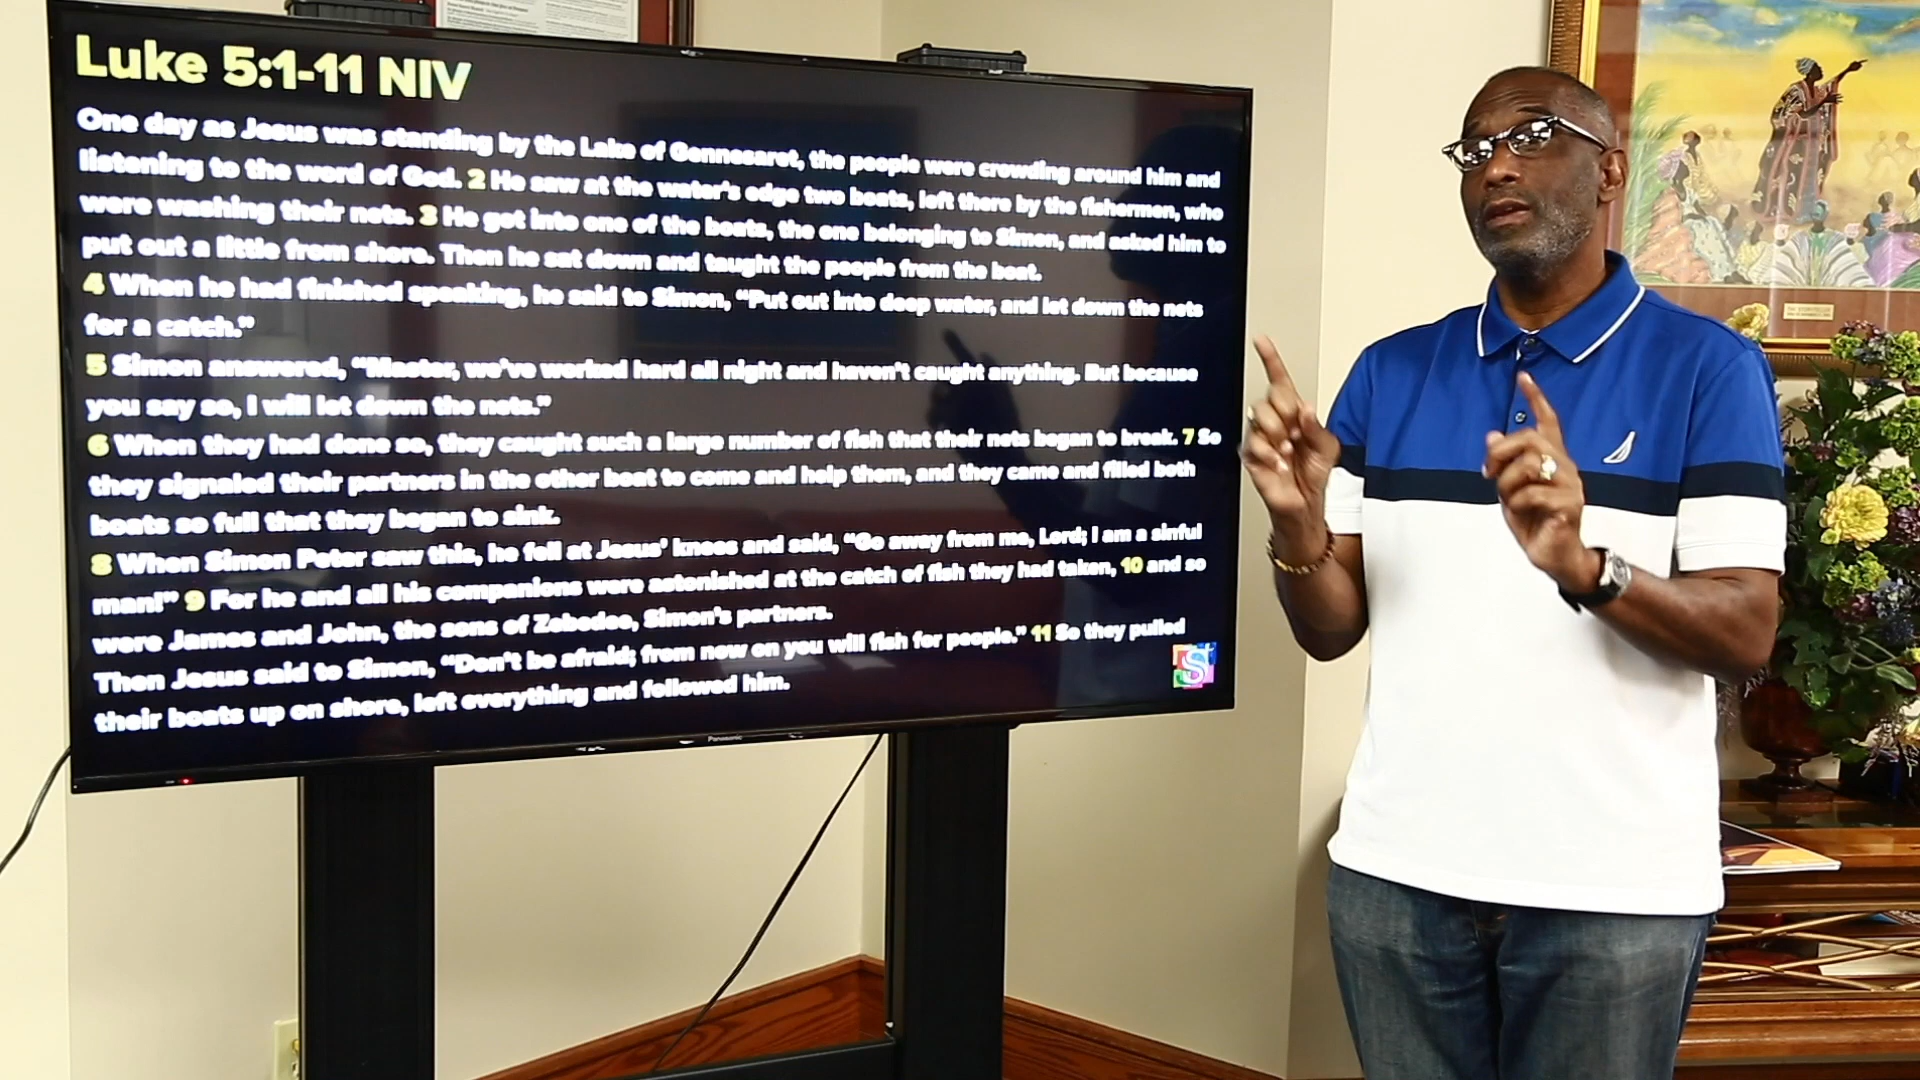 Luke 5:1-11 NIV
One day as Jesus was standing by the Lake of Gennesaret, the people were crowding around him and
listening to the word of God. 2 He saw at the water's edge two boats, left there by the fishermen, who
were washing their nets. 3 He got into one of the boats, the one belonging to Simon, and asked him to
put out a little from shore. Then he sat down and taught the people from the boat.
4 When he had finished speaking, he said to Simon, “Put out into deep water, and let down the nets
for a catch.”
5 Simon answered, “Master, we've worked hard all night and haven't caught anything. But because
you say so, I will let down the nets.”
6 When they had done so, they caught such a large number of fish that their nets began to break. 7 So
they signaled their partners in the other boat to come and help them, and they came and filled both
boats so full that they began to sink.
8 When Simon Peter saw this, he fell at Jesus' knees and said, “Go away from me, Lord; I am a sinful
man!” 9 For he and all his companions were astonished at the catch of fish they had taken, 10 and so
were James and John, the sons of Zebedee, Simon's partners.
Then Jesus said to Simon, “Don't be afraid; from now on you will fish for people.” 11 So they pulled
their boats up on shore, left everything and followed him.
S
Panasonic
THE STORYTELLER